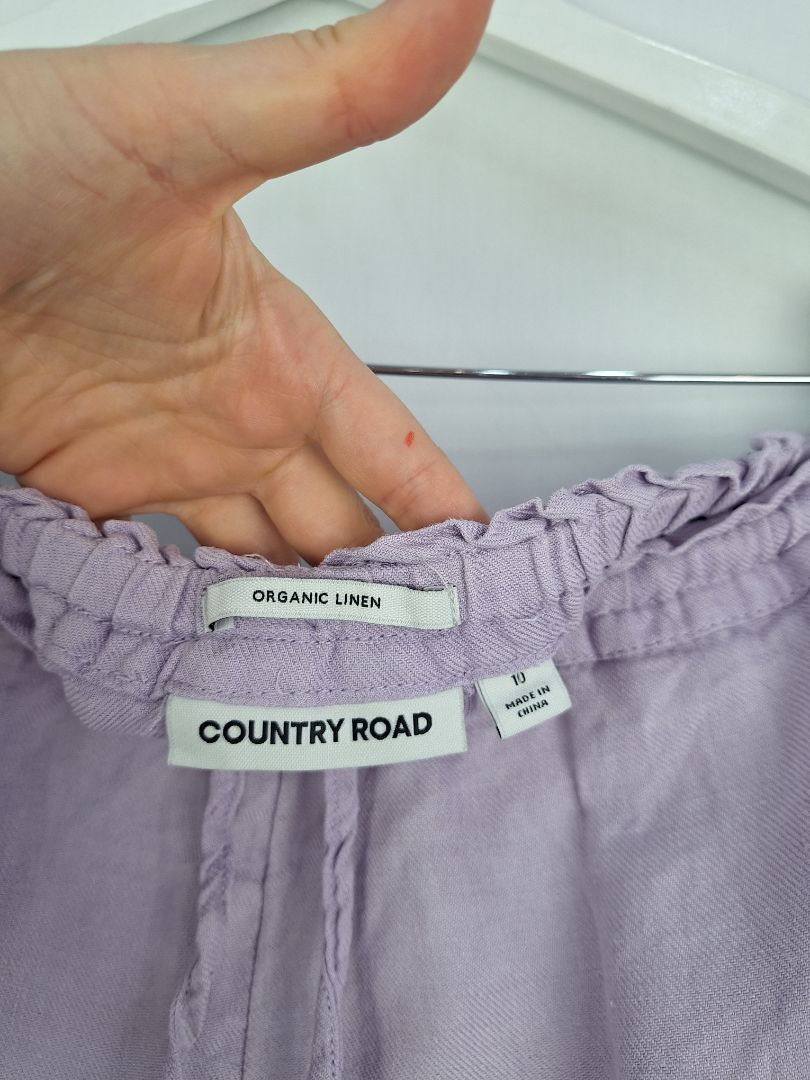 ORGANIC LINEN
COUNTRY ROAD
10
MADE IN
CHINA